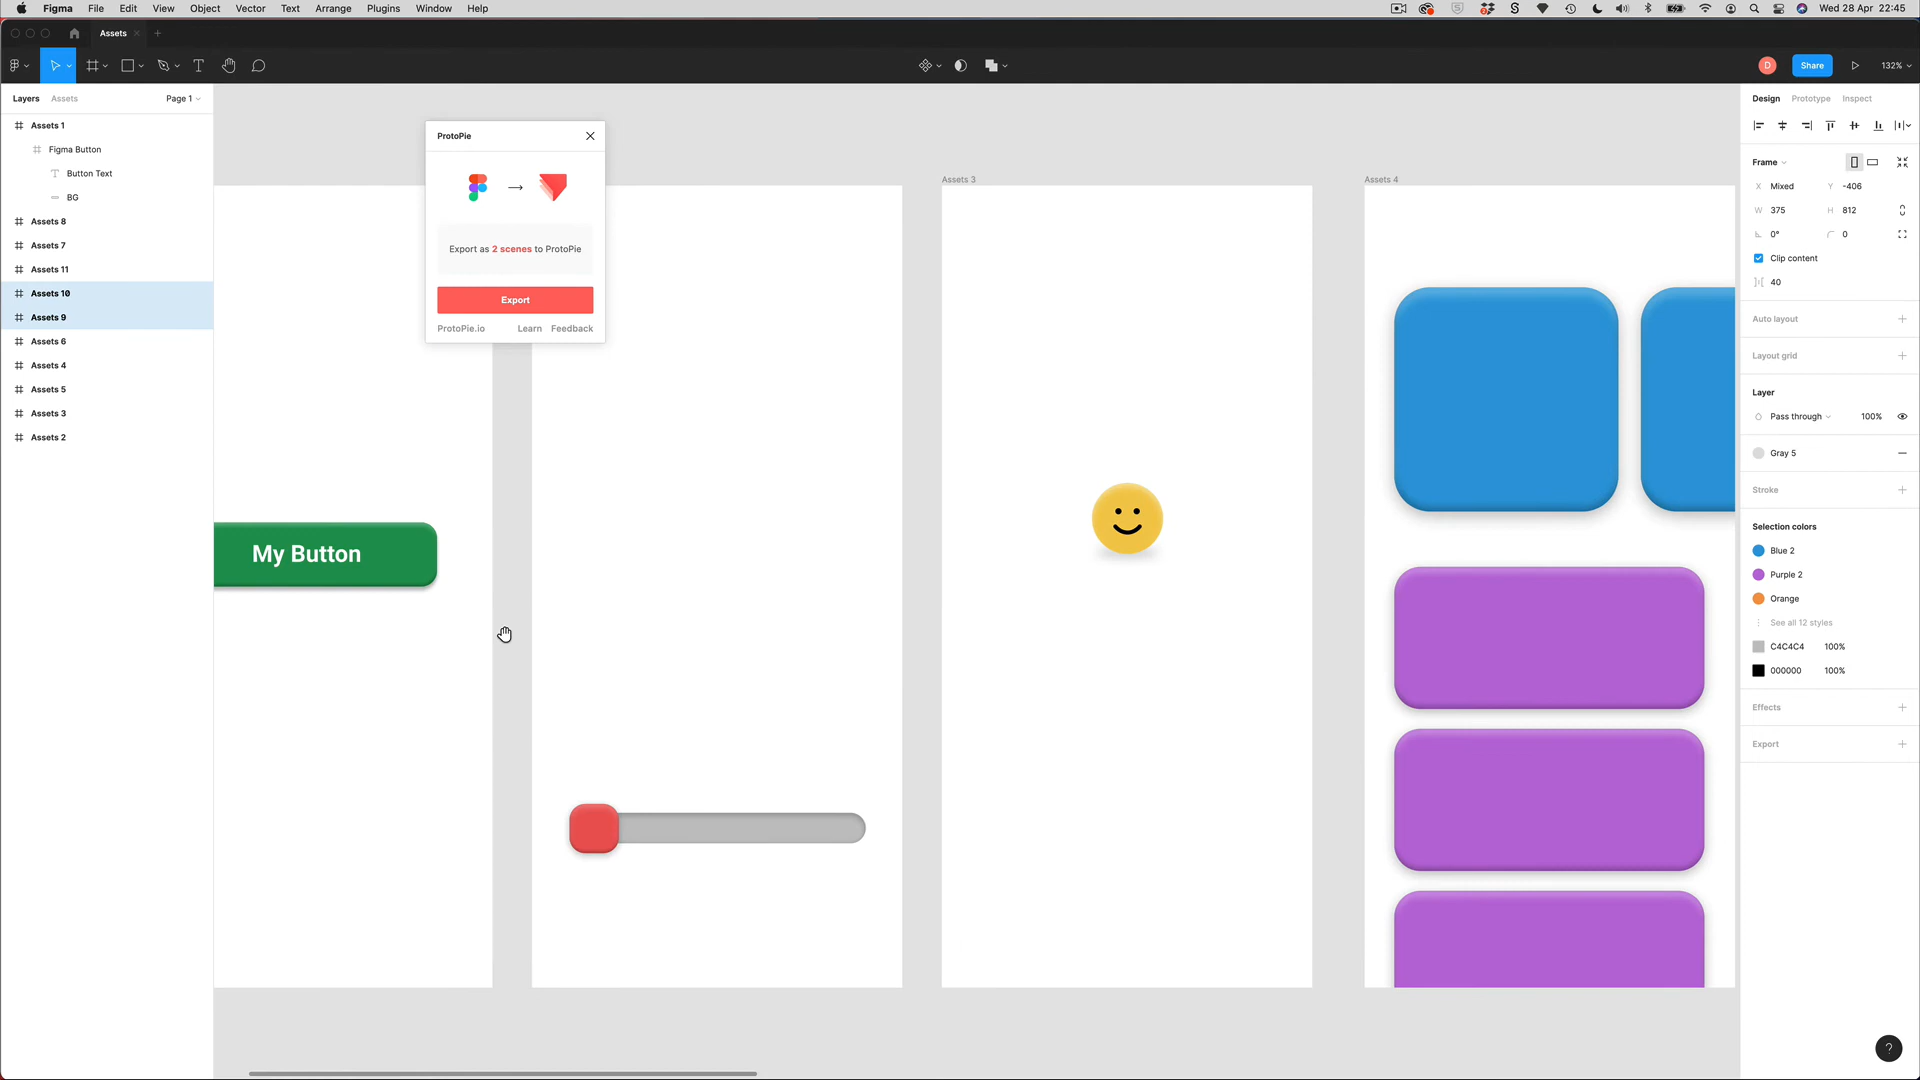 Figma File Edit View Object Vector Text Arrange Plugins Window Help Wed 28 Apr 22:45
Assets
D Share 132%
Layers Assets Page 1
Assets 1
Figma Button
Button Text
BG
Assets 8
Assets 7
Assets 11
Assets 10
Assets 9
Assets 6
Assets 4
Assets 5
Assets 3
Assets 2
ProtoPie
Export as 2 scenes to ProtoPie
Export
ProtoPie.io Learn Feedback
My Button
Assets 3
Assets 4
Design Prototype Inspect
Frame
X Mixed Y -406
W 375 H 812
0° 0
Clip content
40
Auto layout
Layout grid
Layer
Pass through 100%
Gray 5
Stroke
Selection colors
Blue 2
Purple 2
Orange
See all 12 styles
C4C4C4 100%
000000 100%
Effects
Export
?